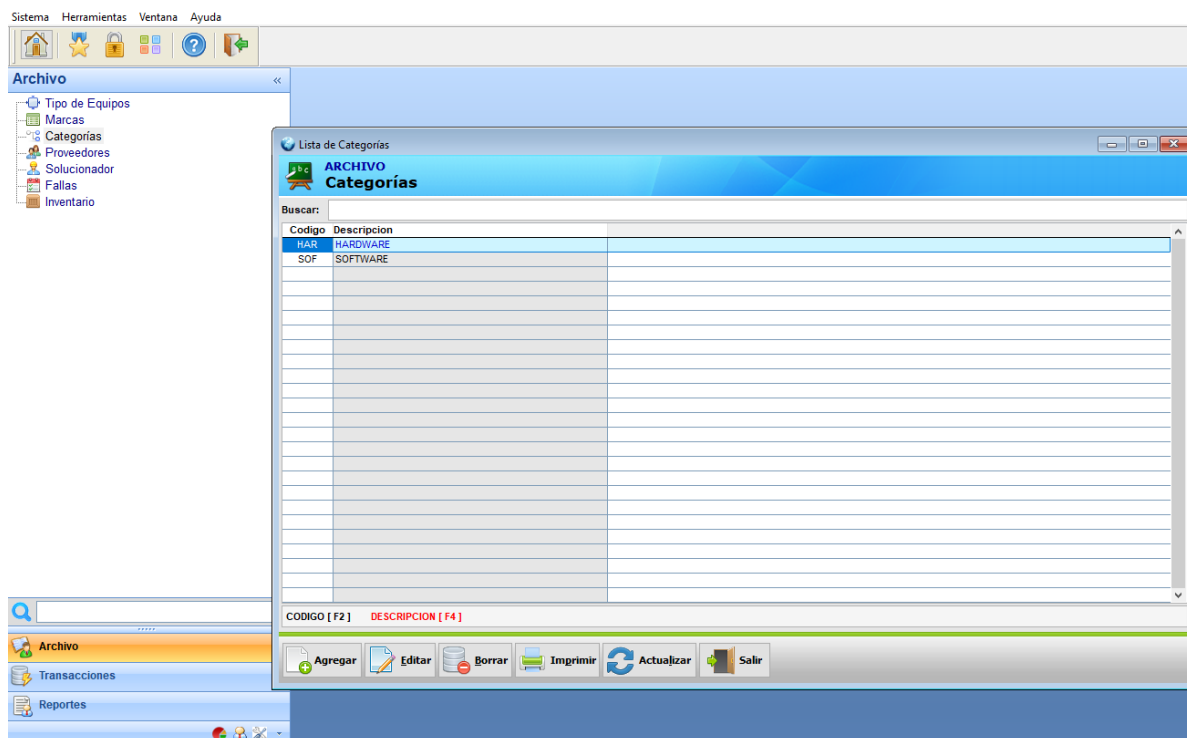 Sistema Herramientas Ventana Ayuda
Archivo «
Tipo de Equipos
Marcas
Categorías
Proveedores
Solucionador
Fallas
Inventario
Lista de Categorías
ARCHIVO
Categorías
Buscar:
Codigo Descripcion
HAR HARDWARE
SOF SOFTWARE
CODIGO [ F2 ] DESCRIPCION [ F4 ]
Agregar Editar Borrar Imprimir Actualizar Salir
Archivo
Transacciones
Reportes